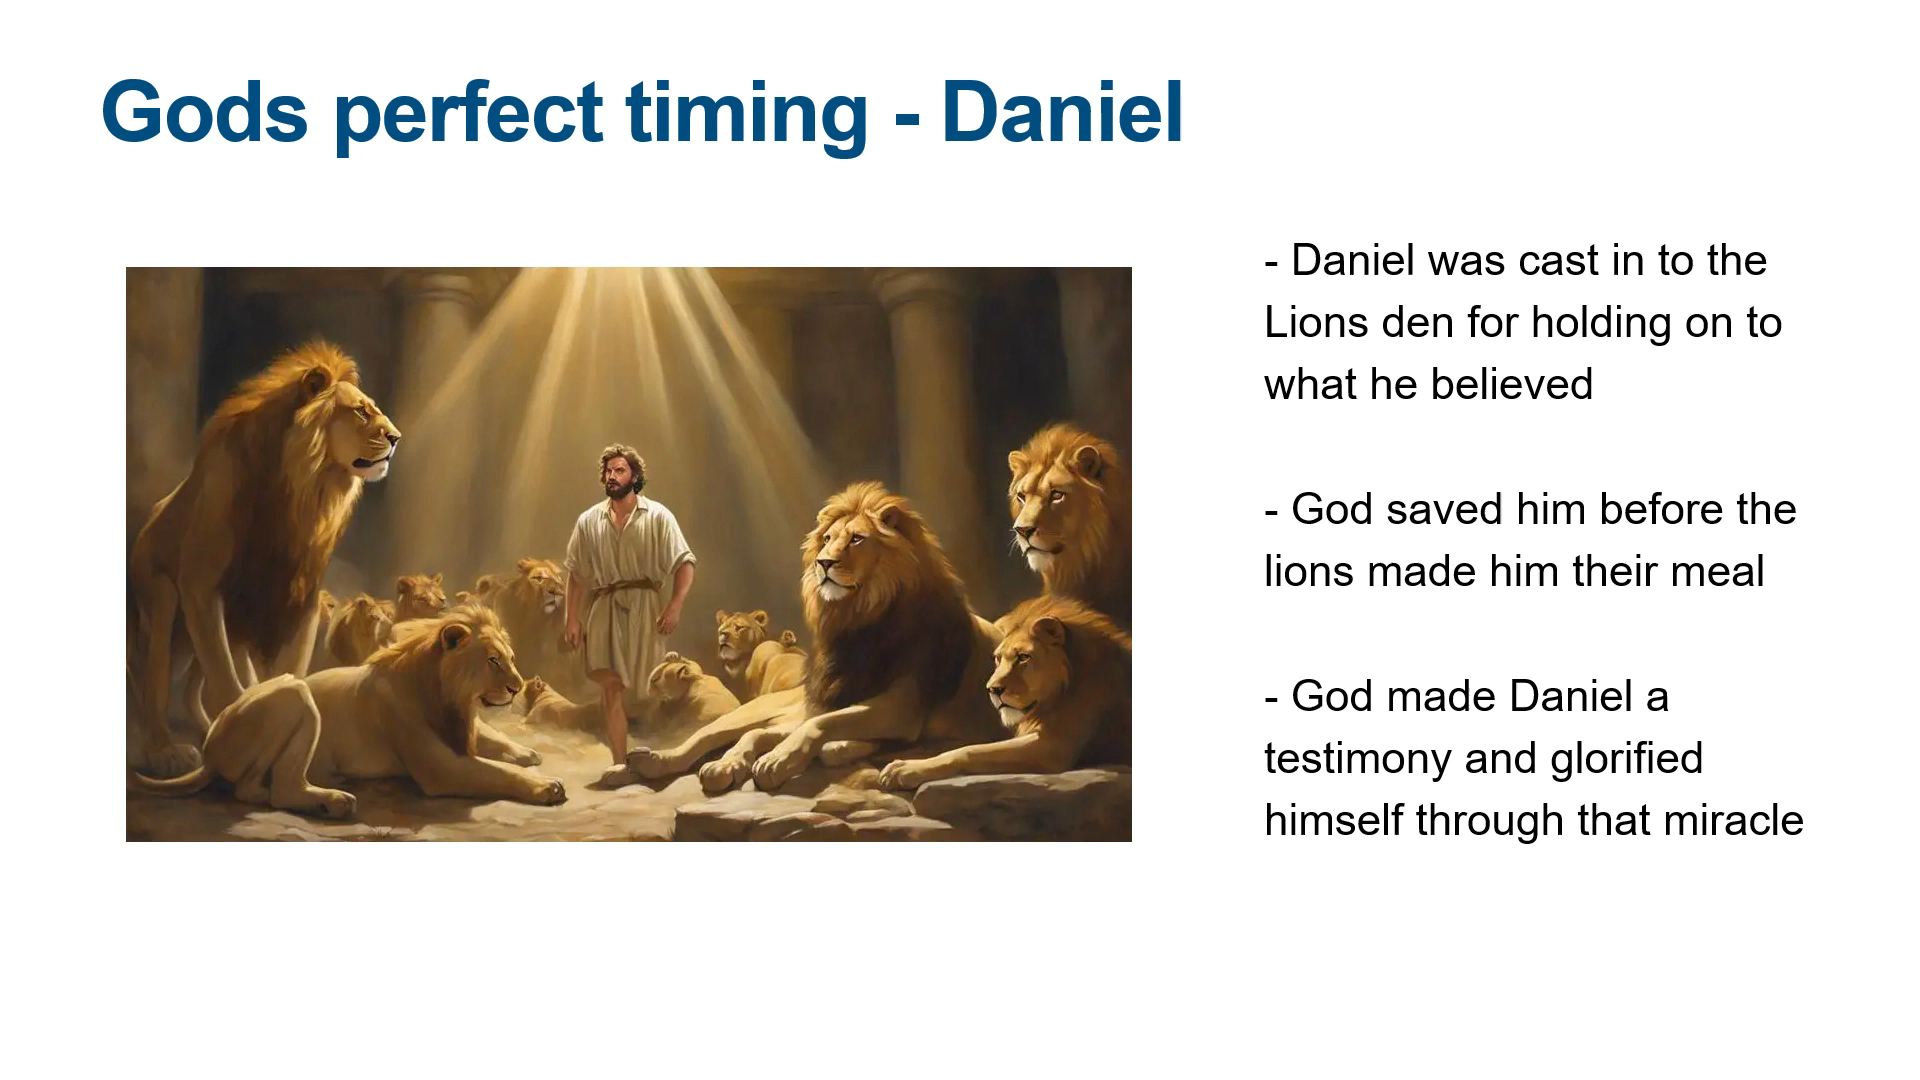 Gods perfect timing - Daniel
- Daniel was cast in to the
Lions den for holding on to
what he believed
- God saved him before the
lions made him their meal
- God made Daniel a
testimony and glorified
himself through that miracle